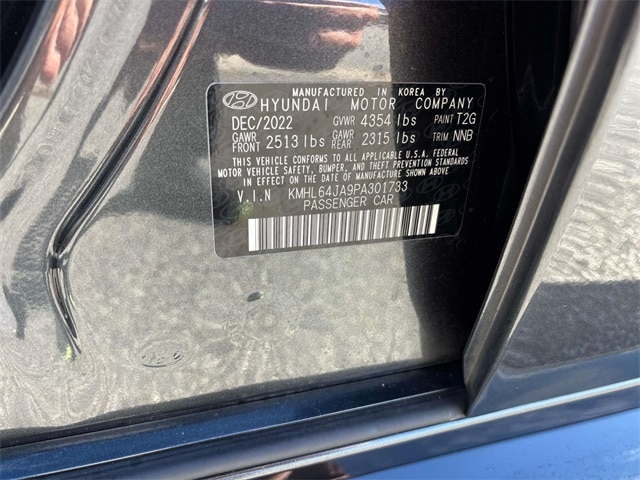 MANUFACTURED IN KOREA BY
HYUNDAI MOTOR COMPANY
DEC/2022 GVWR 4354 lbs PAINT T2G
GAWR FRONT 2513 lbs GAWR REAR 2315 lbs TRIM NNB
THIS VEHICLE CONFORMS TO ALL APPLICABLE U.S.A. FEDERAL
MOTOR VEHICLE SAFETY, BUMPER, AND THEFT PREVENTION STANDARDS
IN EFFECT ON THE DATE OF MANUFACTURE SHOWN ABOVE.
V.I.N KMHL64JA9PA301733
PASSENGER CAR